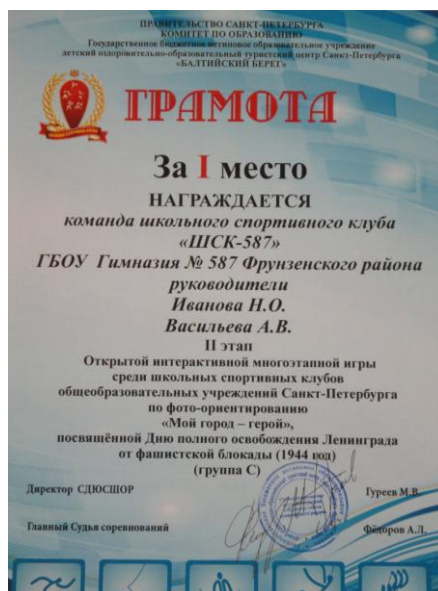 ПРАВИТЕЛЬСТВО САНКТ-ПЕТЕРБУРГА
КОМИТЕТ ПО ОБРАЗОВАНИЮ
Государственное бюджетное нетиповое образовательное учреждение
детский оздоровительно-образовательный туристский центр Санкт-Петербурга
«БАЛТИЙСКИЙ БЕРЕГ»
ГРАМОТА
За I место
НАГРАЖДАЕТСЯ
команда школьного спортивного клуба
«ШСК-587»
ГБОУ Гимназия № 587 Фрунзенского района
руководители
Иванова Н.О.
Васильева А.В.
II этап
Открытой интерактивной многоэтапной игры
среди школьных спортивных клубов
общеобразовательных учреждений Санкт-Петербурга
по фото-ориентированию
«Мой город – герой»,
посвящённой Дню полного освобождения Ленинграда
от фашистской блокады (1944 год)
(группа С)
Директор СДЮСШОР Гуреев М.В.
Главный Судья соревнований Фёдоров А.Л.